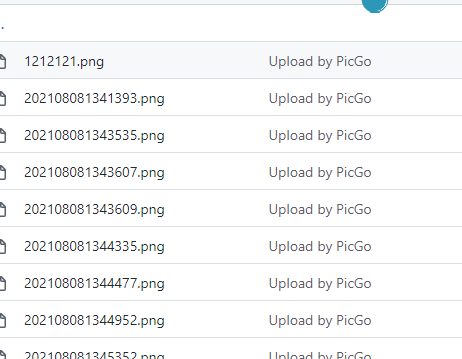 .
1212121.png Upload by PicGo
202108081341393.png Upload by PicGo
202108081343535.png Upload by PicGo
202108081343607.png Upload by PicGo
202108081343609.png Upload by PicGo
202108081344335.png Upload by PicGo
202108081344477.png Upload by PicGo
202108081344952.png Upload by PicGo
202108081345352.png Upload by PicGo